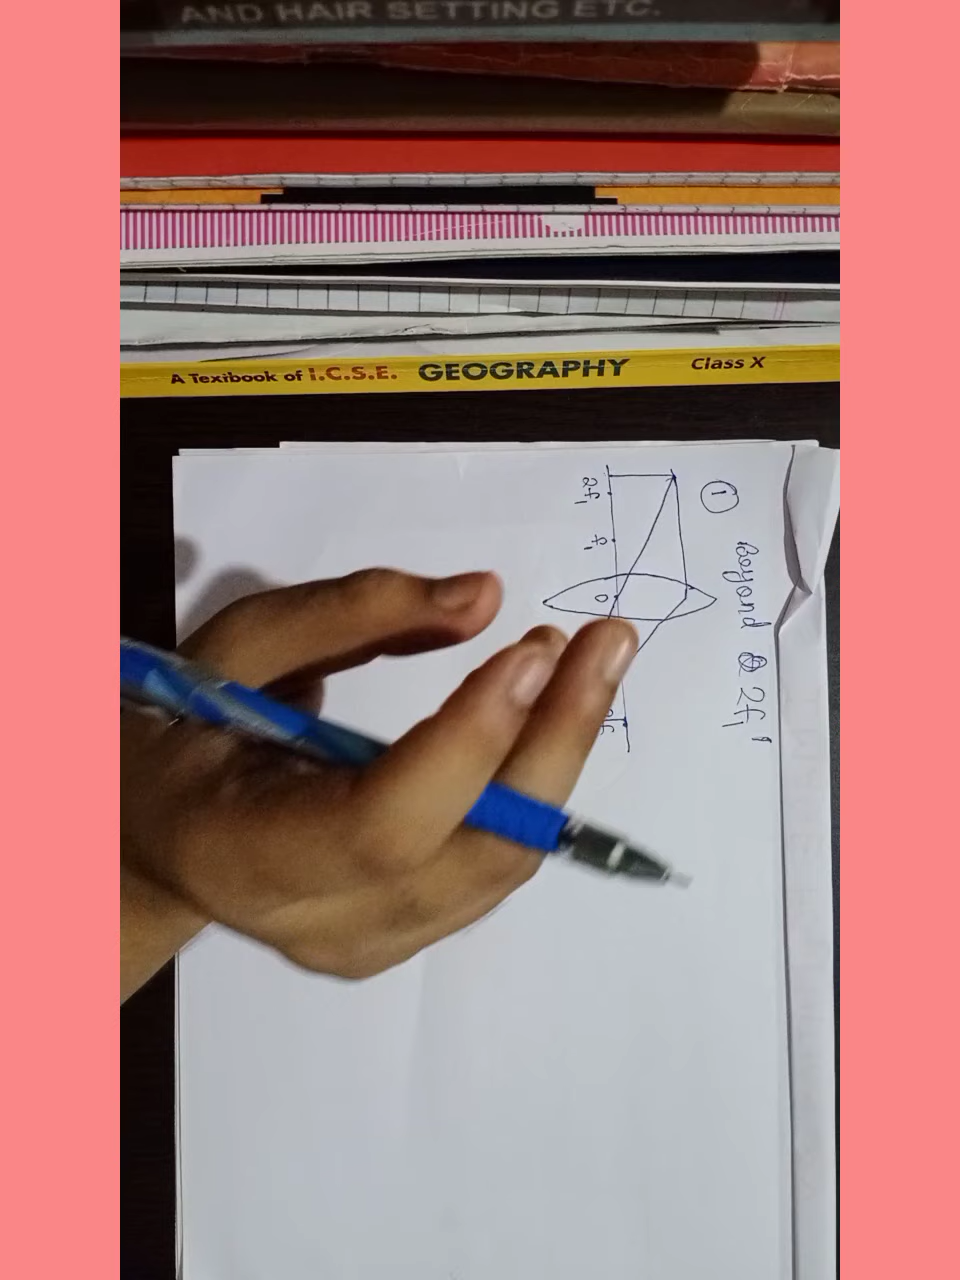 AND HAIR SETTING ETC.
A Textbook of I.C.S.E. GEOGRAPHY Class X
1
Beyond 2f1"
2f1
f1
O